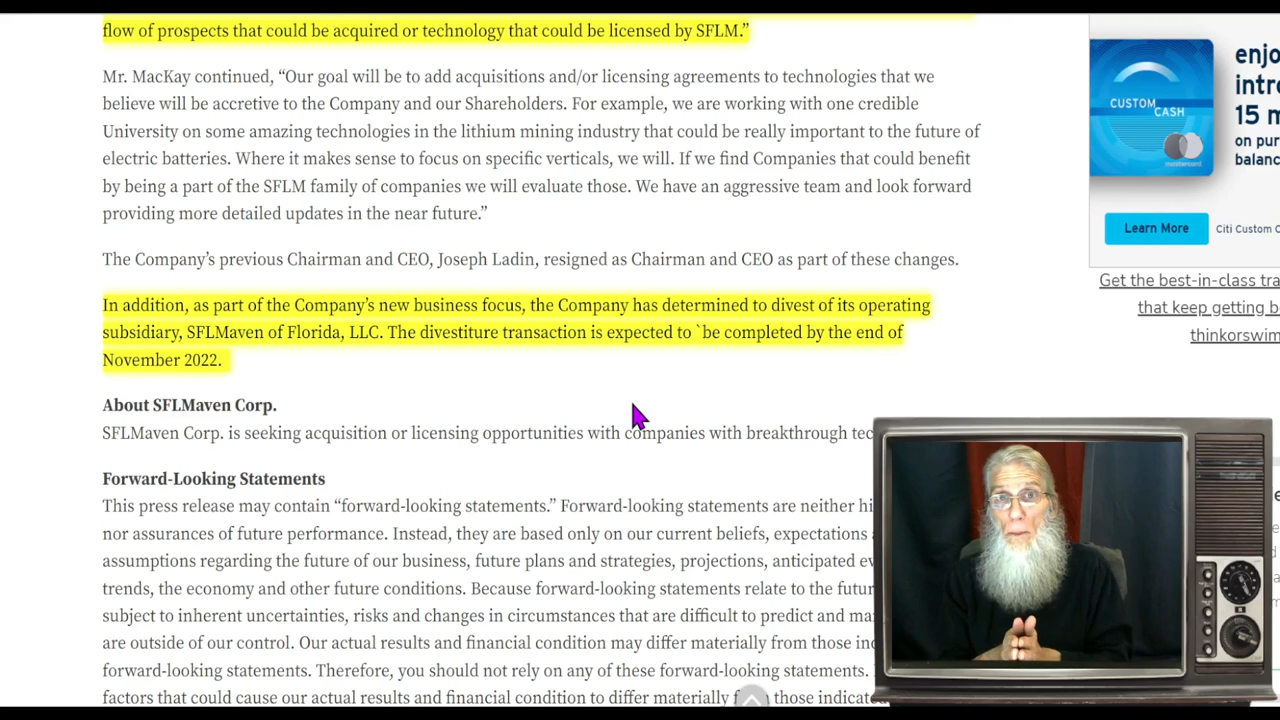 flow of prospects that could be acquired or technology that could be licensed by SFLM.”
Mr. MacKay continued, “Our goal will be to add acquisitions and/or licensing agreements to technologies that we
believe will be accretive to the Company and our Shareholders. For example, we are working with one credible
University on some amazing technologies in the lithium mining industry that could be really important to the future of
electric batteries. Where it makes sense to focus on specific verticals, we will. If we find Companies that could benefit
by being a part of the SFLM family of companies we will evaluate those. We have an aggressive team and look forward
providing more detailed updates in the near future.”
The Company’s previous Chairman and CEO, Joseph Ladin, resigned as Chairman and CEO as part of these changes.
In addition, as part of the Company’s new business focus, the Company has determined to divest of its operating
subsidiary, SFLMaven of Florida, LLC. The divestiture transaction is expected to `be completed by the end of
November 2022.
About SFLMaven Corp.
SFLMaven Corp. is seeking acquisition or licensing opportunities with companies with breakthrough
Forward-Looking Statements
This press release may contain “forward-looking statements.” Forward-looking statements are neither
nor assurances of future performance. Instead, they are based only on our current beliefs, expectations
assumptions regarding the future of our business, future plans and strategies, projections, anticipated
trends, the economy and other future conditions. Because forward-looking statements relate to the
subject to inherent uncertainties, risks and changes in circumstances that are difficult to predict and
are outside of our control. Our actual results and financial condition may differ materially from those
forward-looking statements. Therefore, you should not rely on any of these forward-looking statements.
factors that could cause our actual results and financial condition to differ materially those indicated
CUSTOM
CASH
mastercard
15
on
Learn More
Citi Custom
Get the best-in-class
that keep getting
thinkorswim